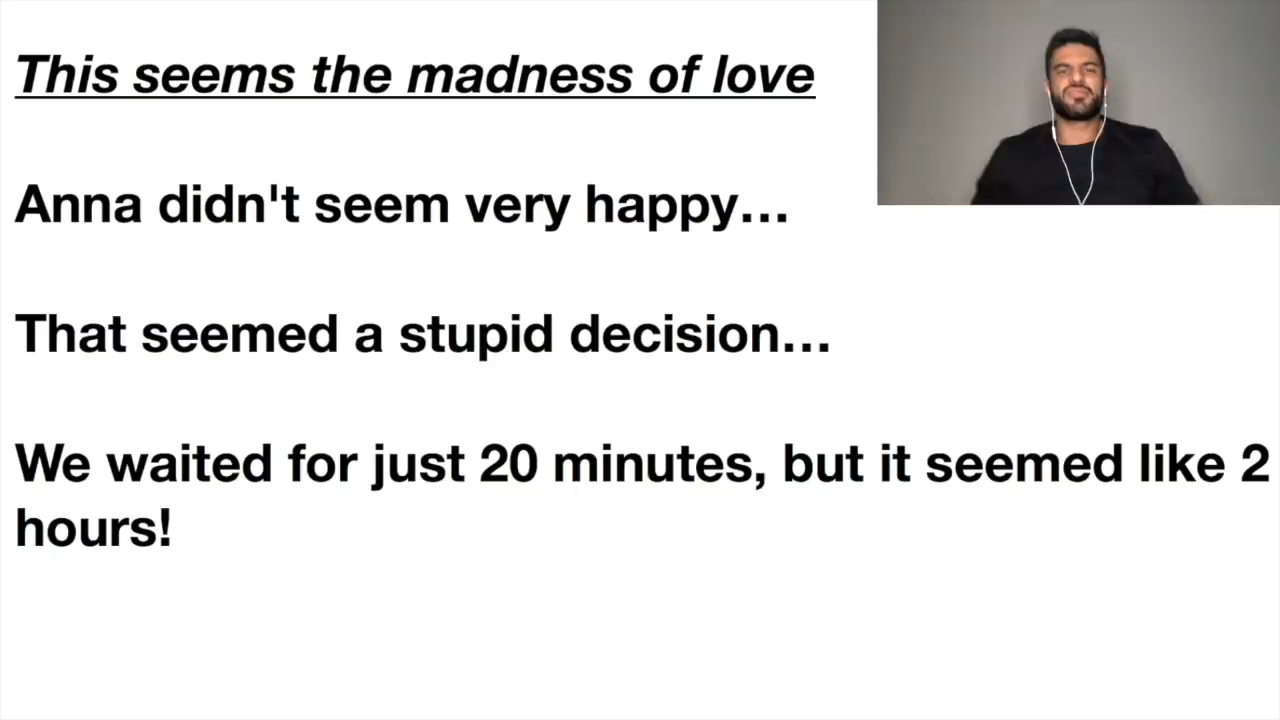 This seems the madness of love
Anna didn't seem very happy…
That seemed a stupid decision…
We waited for just 20 minutes, but it seemed like 2
hours!